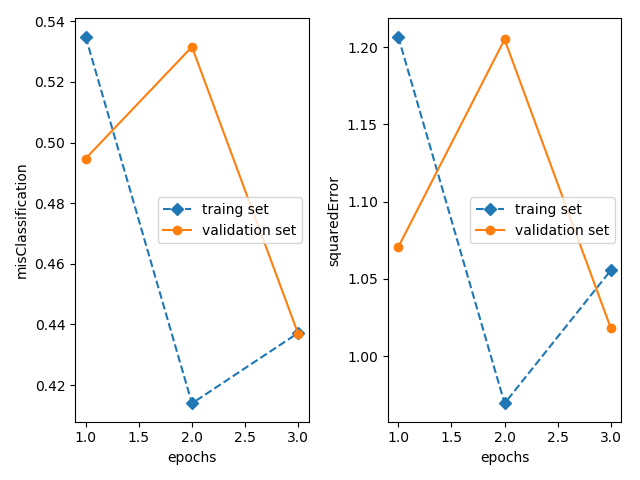 0.54
0.52
0.50
0.48
0.46
0.44
0.42
misClassification
traing set
validation set
1.0 1.5 2.0 2.5 3.0
epochs
1.20
1.15
1.10
1.05
1.00
squaredError
traing set
validation set
1.0 1.5 2.0 2.5 3.0
epochs